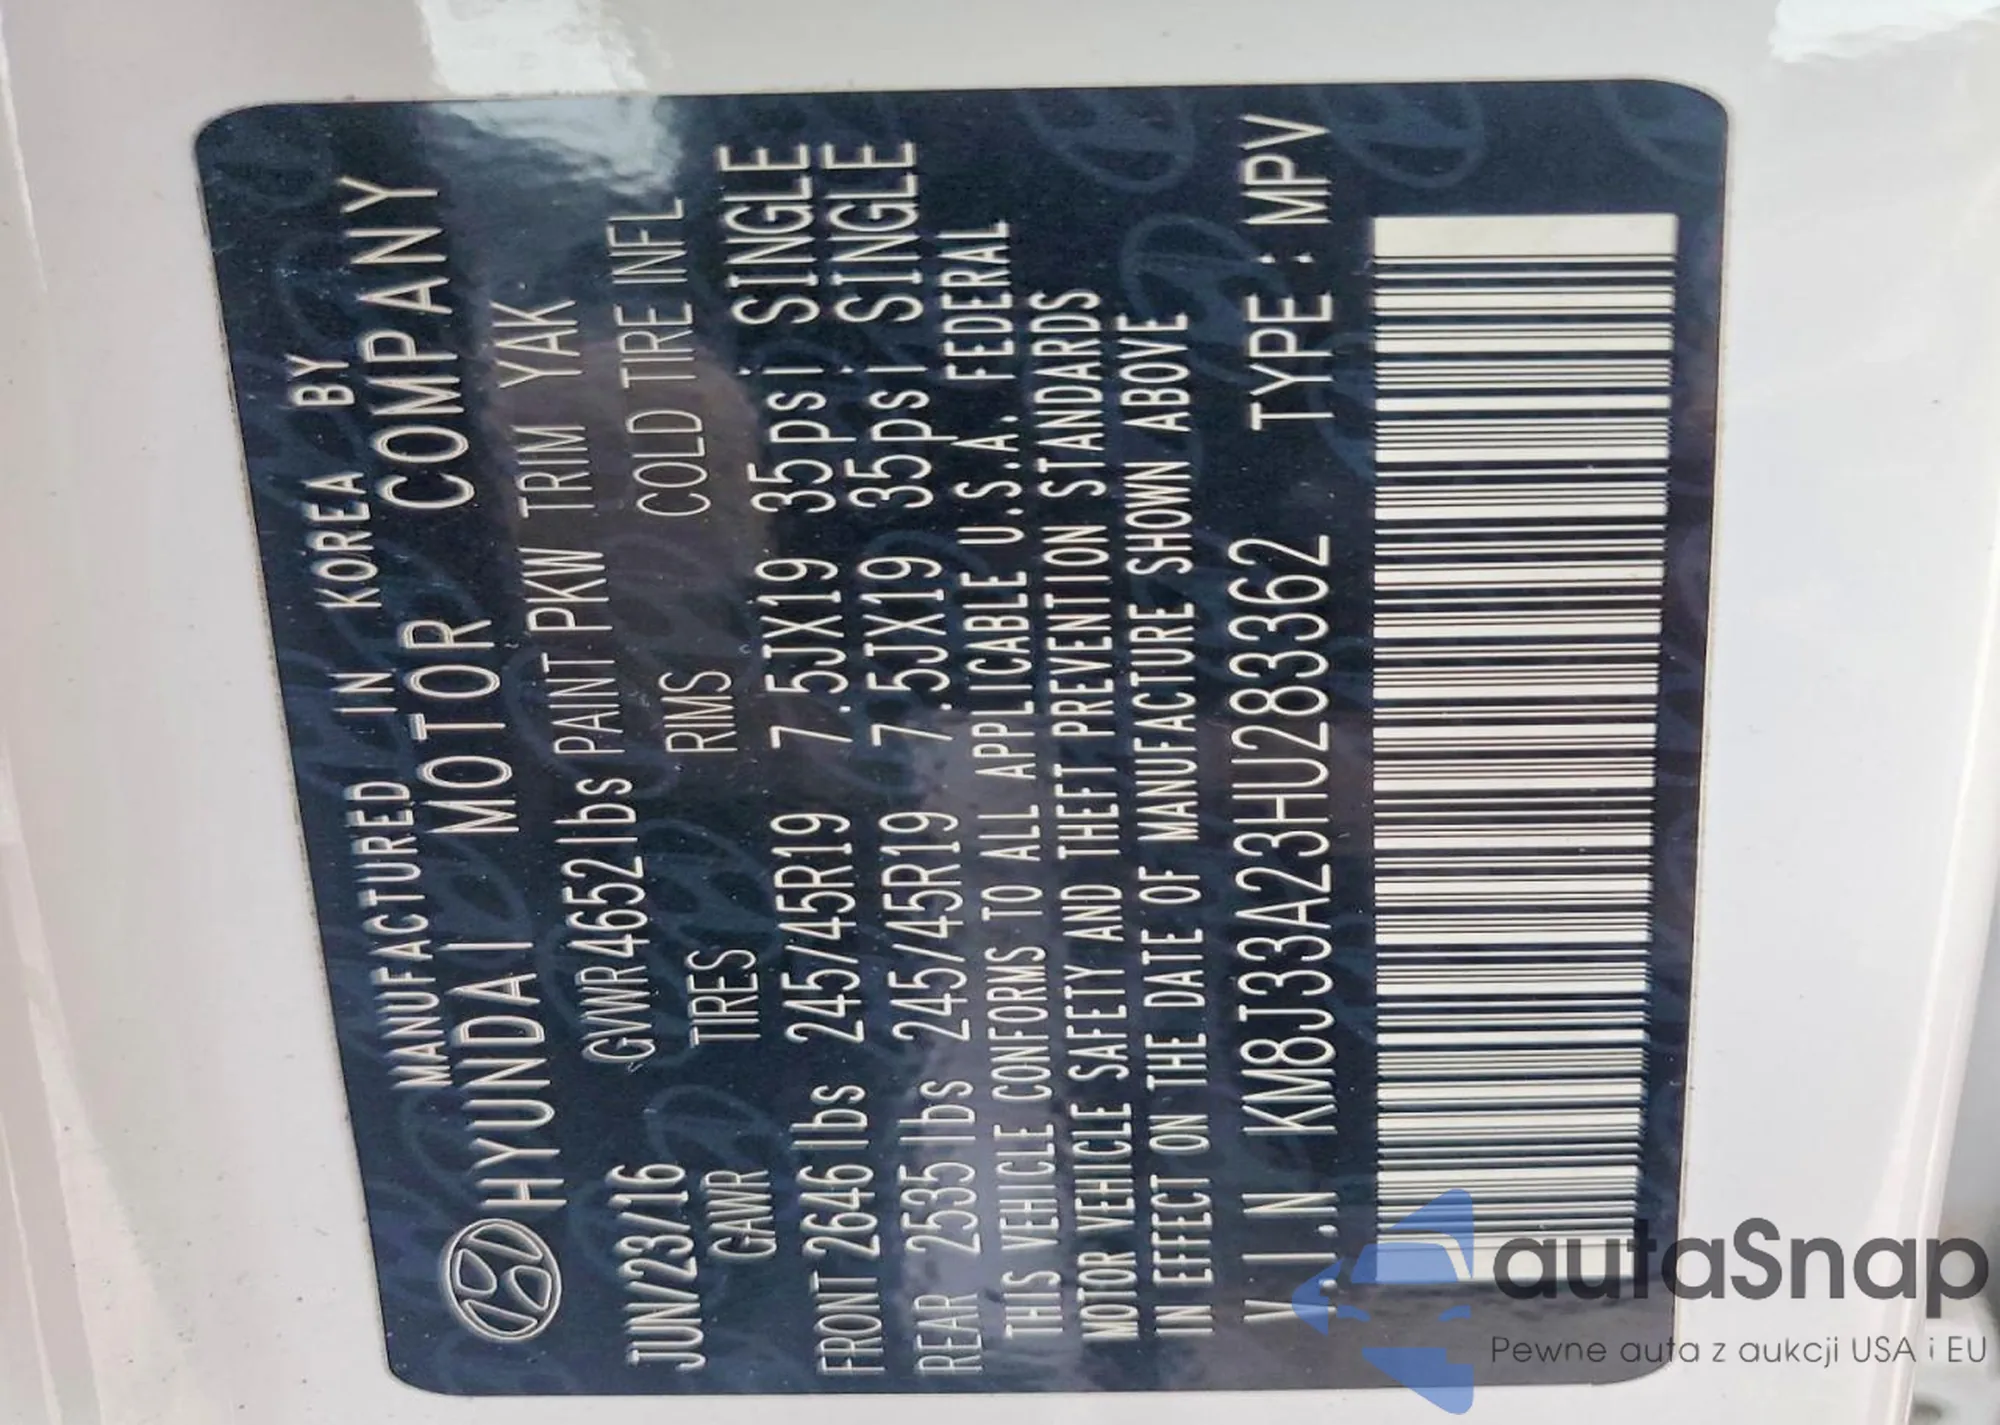 MANUFACTURED IN KOREA BY
HYUNDAI MOTOR COMPANY
JUN/23/16 GVWR 4652 lbs PAINT PKW TRIM YAK
GAWR TIRES RIMS COLD TIRE INFL
FRONT 2646 lbs 245/45R19 7.5JX19 35psi SINGLE
REAR 2535 lbs 245/45R19 7.5JX19 35psi SINGLE
THIS VEHICLE CONFORMS TO ALL APPLICABLE U.S.A. FEDERAL
MOTOR VEHICLE SAFETY AND THEFT PREVENTION STANDARDS
IN EFFECT ON THE DATE OF MANUFACTURE SHOWN ABOVE
V.I.N KM8J33A23HU283362 TYPE : MPV
autaSnap
Pewne auta z aukcji USA i EU